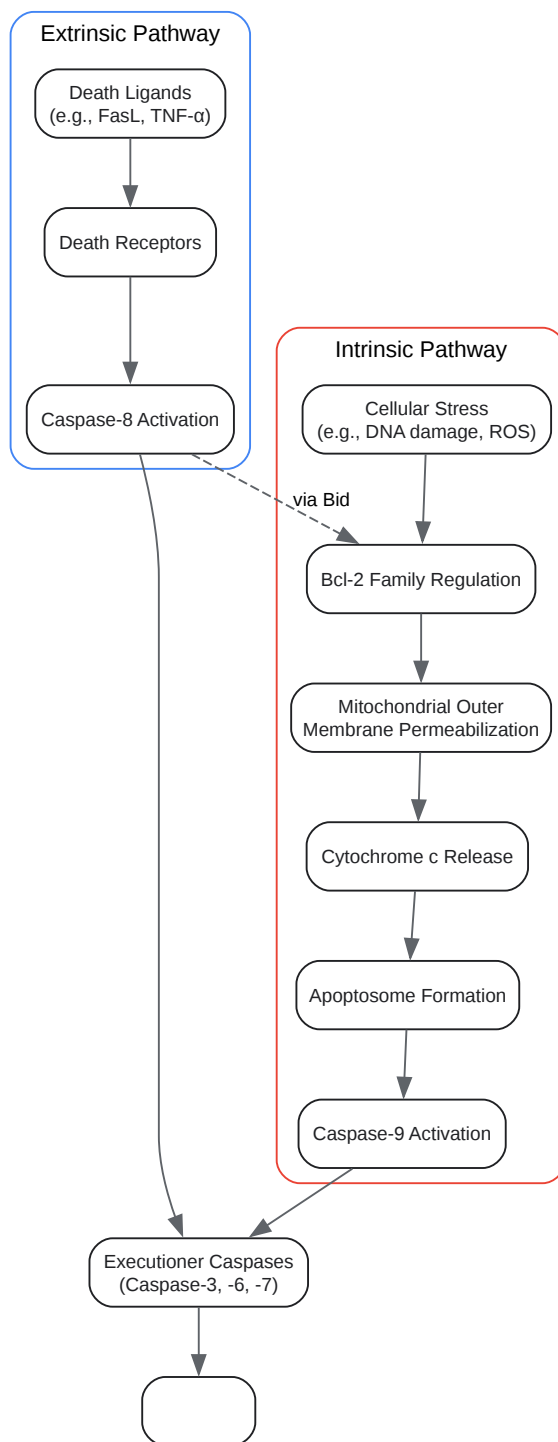 Extrinsic Pathway
Death Ligands
(e.g., FasL, TNF-α)
Death Receptors
Caspase-8 Activation
Intrinsic Pathway
Cellular Stress
(e.g., DNA damage, ROS)
via Bid
Bcl-2 Family Regulation
Mitochondrial Outer
Membrane Permeabilization
Cytochrome c Release
Apoptosome Formation
Caspase-9 Activation
Executioner Caspases
(Caspase-3, -6, -7)